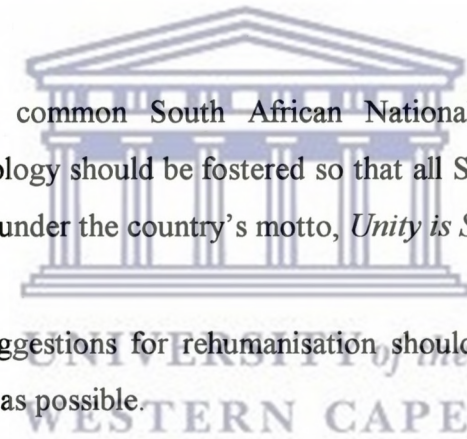 common South African Nationa
ology should be fostered so that all S
under the country's motto, Unity is S
ggestions for rehumanisation should
UNIVERSITY of the
as possible.
WESTERN CAPE